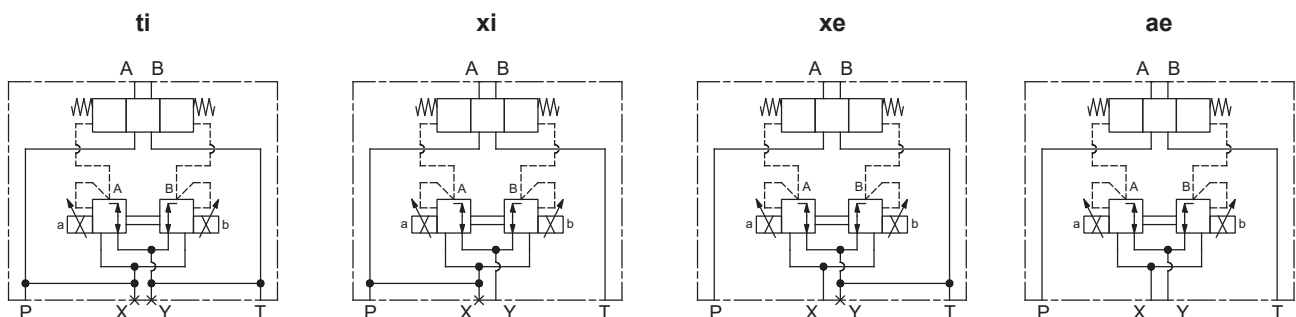 ti xi xe ae
A B A B A B A B
A B A B A B A B
a b a b a b a b
P X Y T P X Y T P X Y T P X Y T